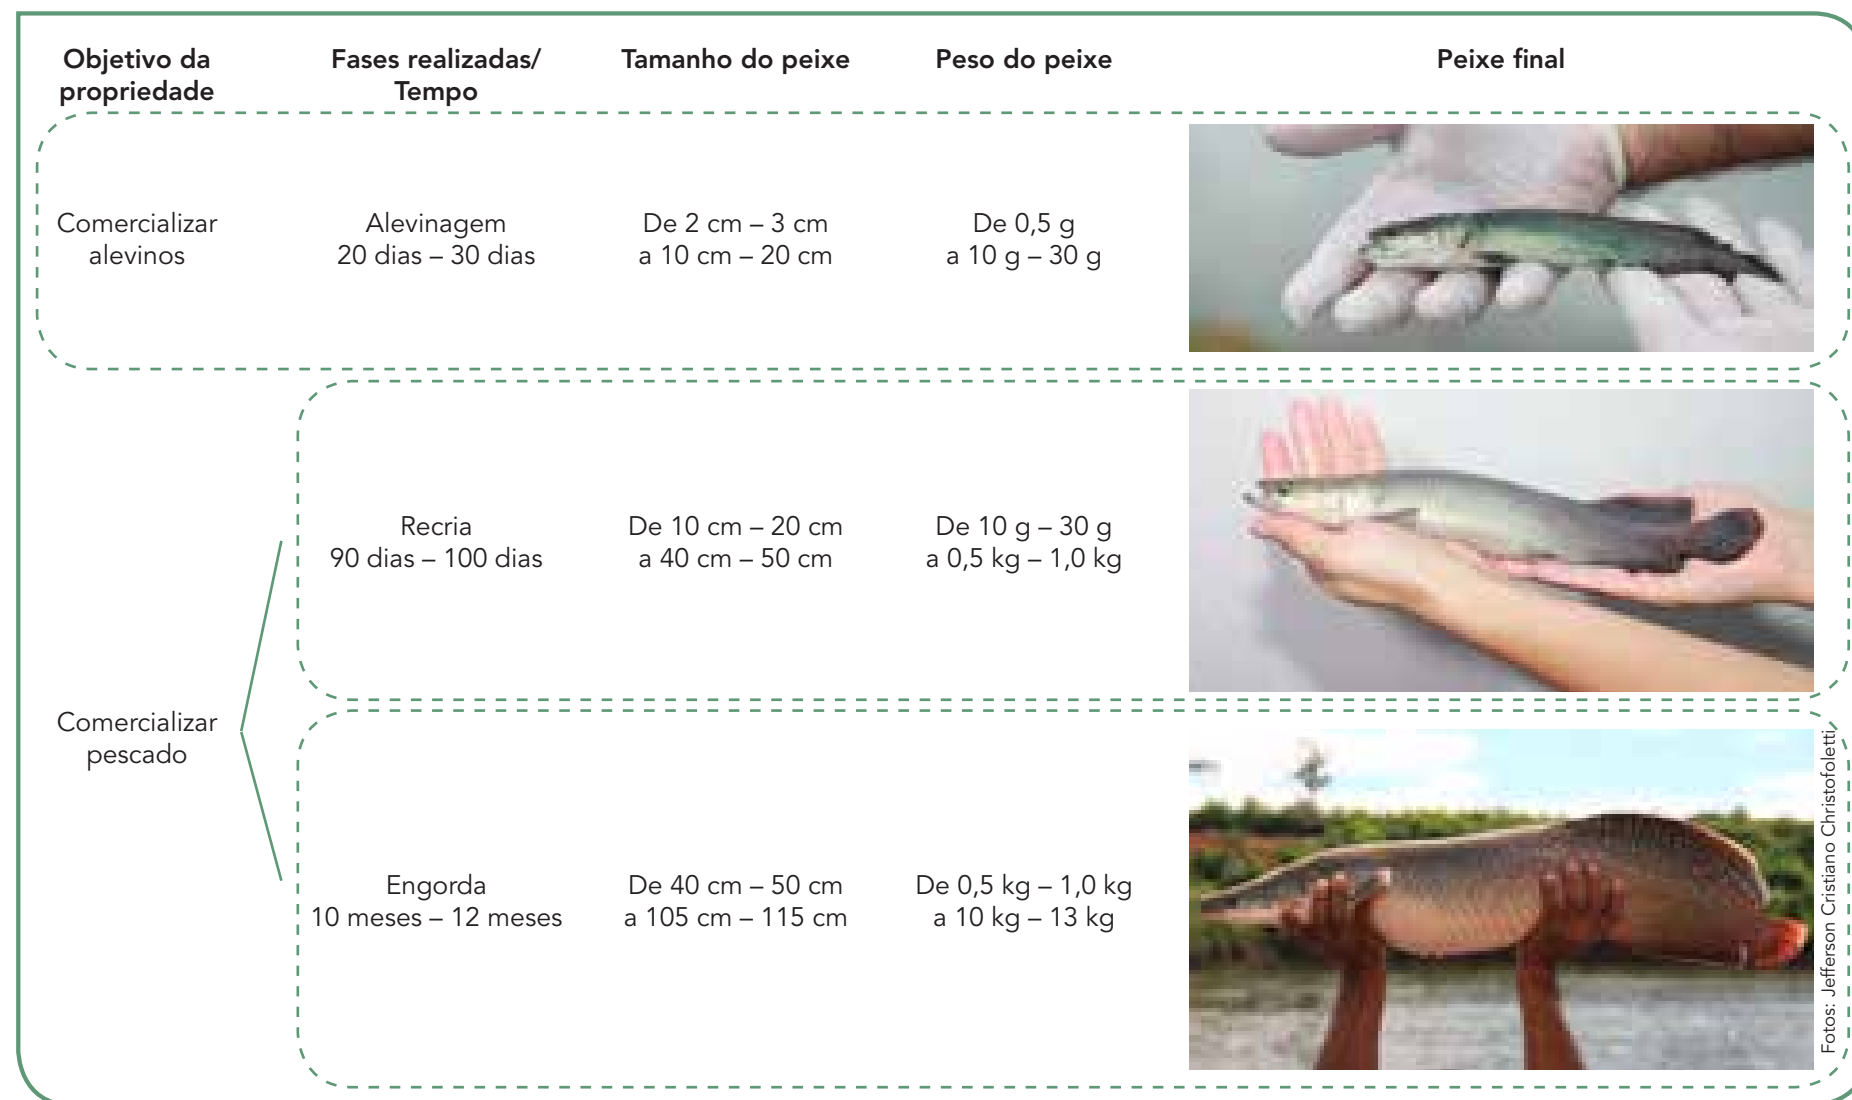 Objetivo da
propriedade
Fases realizadas/
Tempo
Tamanho do peixe
Peso do peixe
Peixe final
Comercializar
alevinos
Alevinagem
20 dias – 30 dias
De 2 cm – 3 cm
a 10 cm – 20 cm
De 0,5 g
a 10 g – 30 g
Comercializar
pescado
Recria
90 dias – 100 dias
De 10 cm – 20 cm
a 40 cm – 50 cm
De 10 g – 30 g
a 0,5 kg – 1,0 kg
Engorda
10 meses – 12 meses
De 40 cm – 50 cm
a 105 cm – 115 cm
De 0,5 kg – 1,0 kg
a 10 kg – 13 kg
Fotos: Jefferson Cristiano Christofoletti